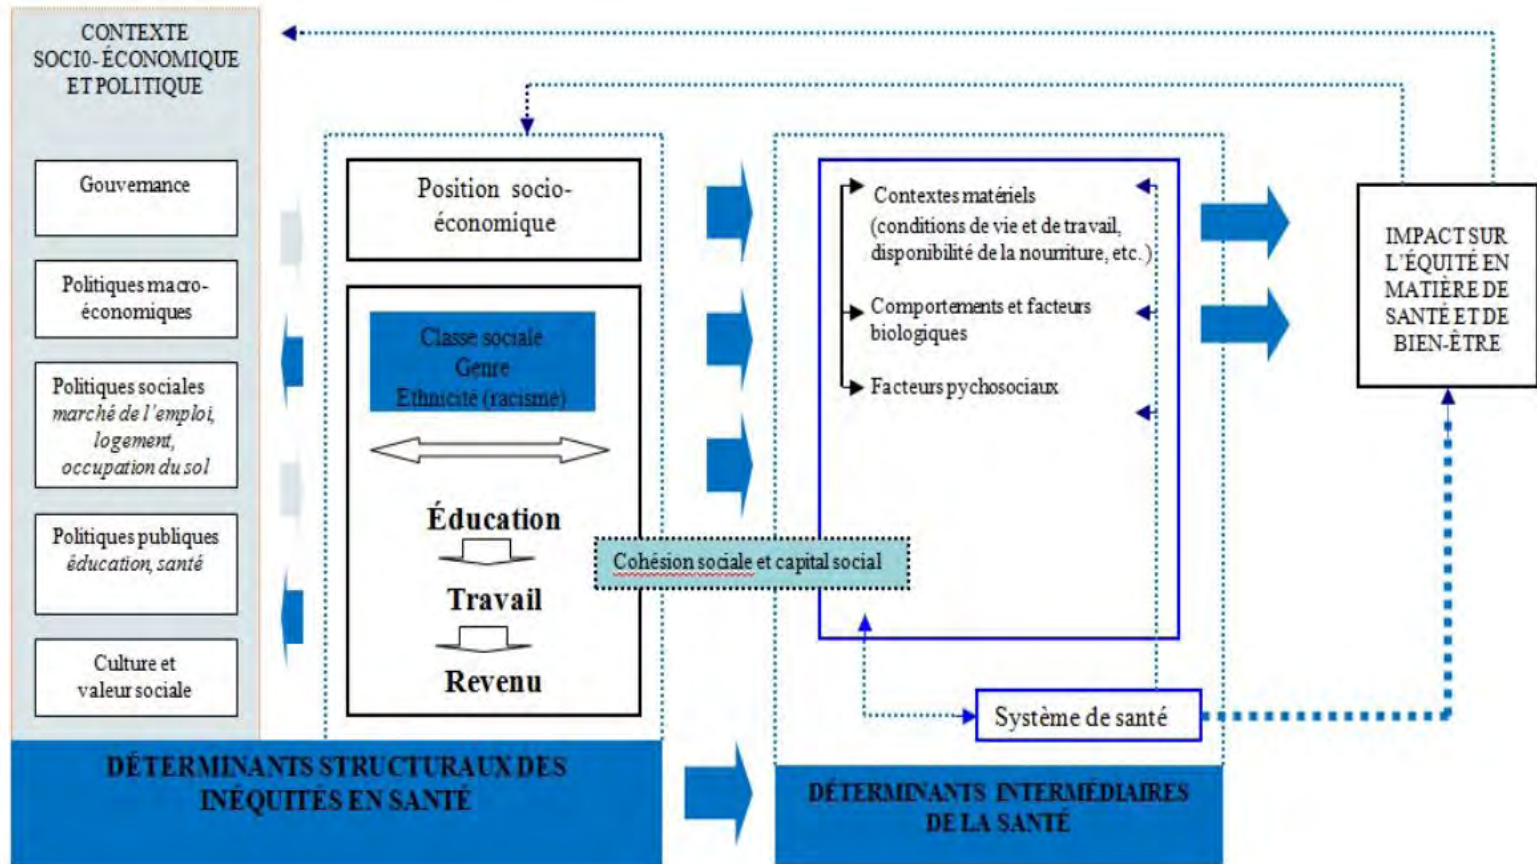 CONTEXTE
SOCI0- ÉCONOMIQUE
ET POLITIQUE
Gouvernance
Politiques macro-
économiques
Politiques sociales
marché de l'emploi,
logement,
occupation du sol
Politiques publiques
éducation, santé
Culture et
valeur sociale
Position socio-
économique
Classe sociale
Genre
Ethnicité (racisme)
Éducation
Travail
Revenu
Cohésion sociale et capital social
Contextes matériels
(conditions de vie et de travail,
disponibilité de la nourriture, etc. )
Comportements et facteurs
biologiques
Facteurs pychosociaux
Système de santé
IMPACT SUR
L'ÉQUITÉ EN
MATIÈRE DE
SANTÉ ET DE
BIEN-ÊTRE
DÉTERMINANTS STRUCTURAUX DES
INÉQUITÉS EN SANTÉ
DÉTERMINANTS INTERMÉDIAIRES
DE LA SANTÉ